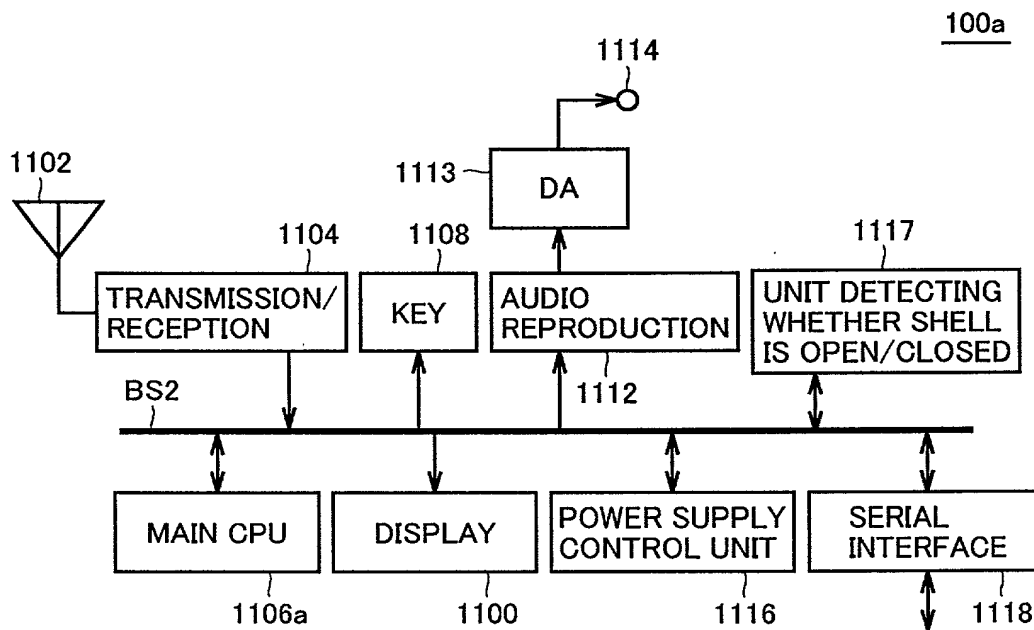 100a
1114
1102
1113
DA
1104
1108
1117
TRANSMISSION/
RECEPTION
KEY
AUDIO
REPRODUCTION
UNIT DETECTING
WHETHER SHELL
IS OPEN/CLOSED
BS2
1112
MAIN CPU
DISPLAY
POWER SUPPLY
CONTROL UNIT
SERIAL
INTERFACE
1106a
1100
1116
1118